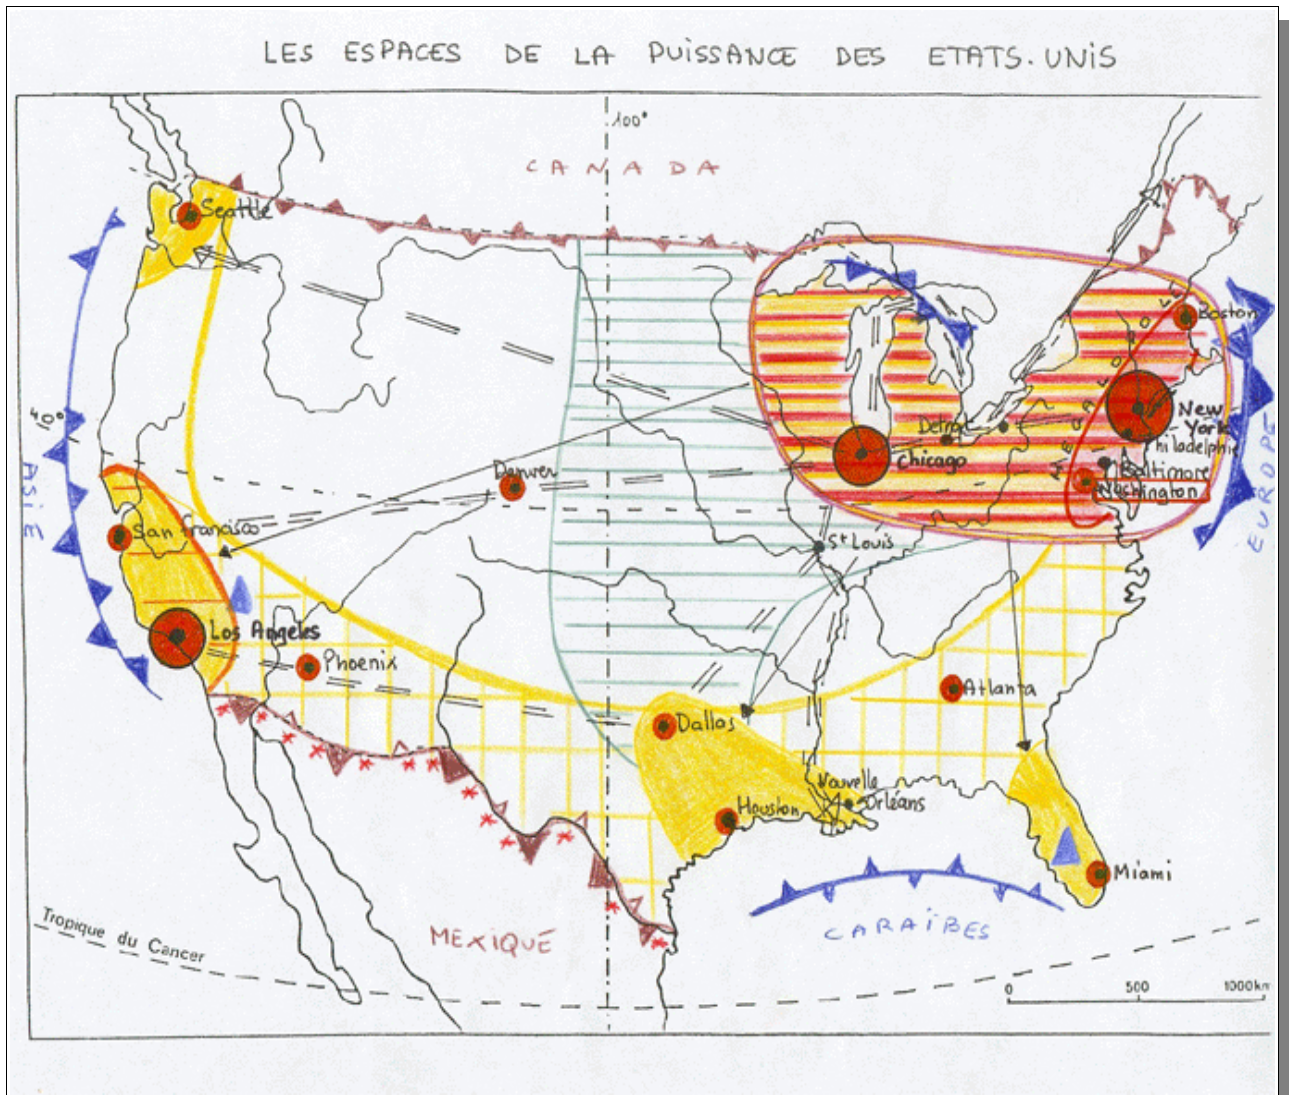 LES ESPACES DE LA PUISSANCE DES ETATS.UNIS
100°
CANADA
Seattle
Boston
MEGALOPOLE
New
York
Philadelphie
Detroit
Chicago
Baltimore
Washington
40°
ASIE
EUROPE
Denver
San Francisco
St Louis
Los Angeles
Phoenix
Atlanta
Dallas
Nouvelle
Orléans
Houston
Miami
CARAÏBES
MEXIQUE
Tropique du Cancer
0 500 1000km